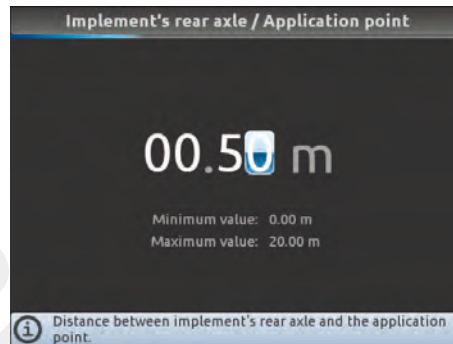 Implement's rear axle / Application point
00.50 m
Minimum value: 0.00 m
Maximum value: 20.00 m
Distance between implement's rear axle and the application
point.